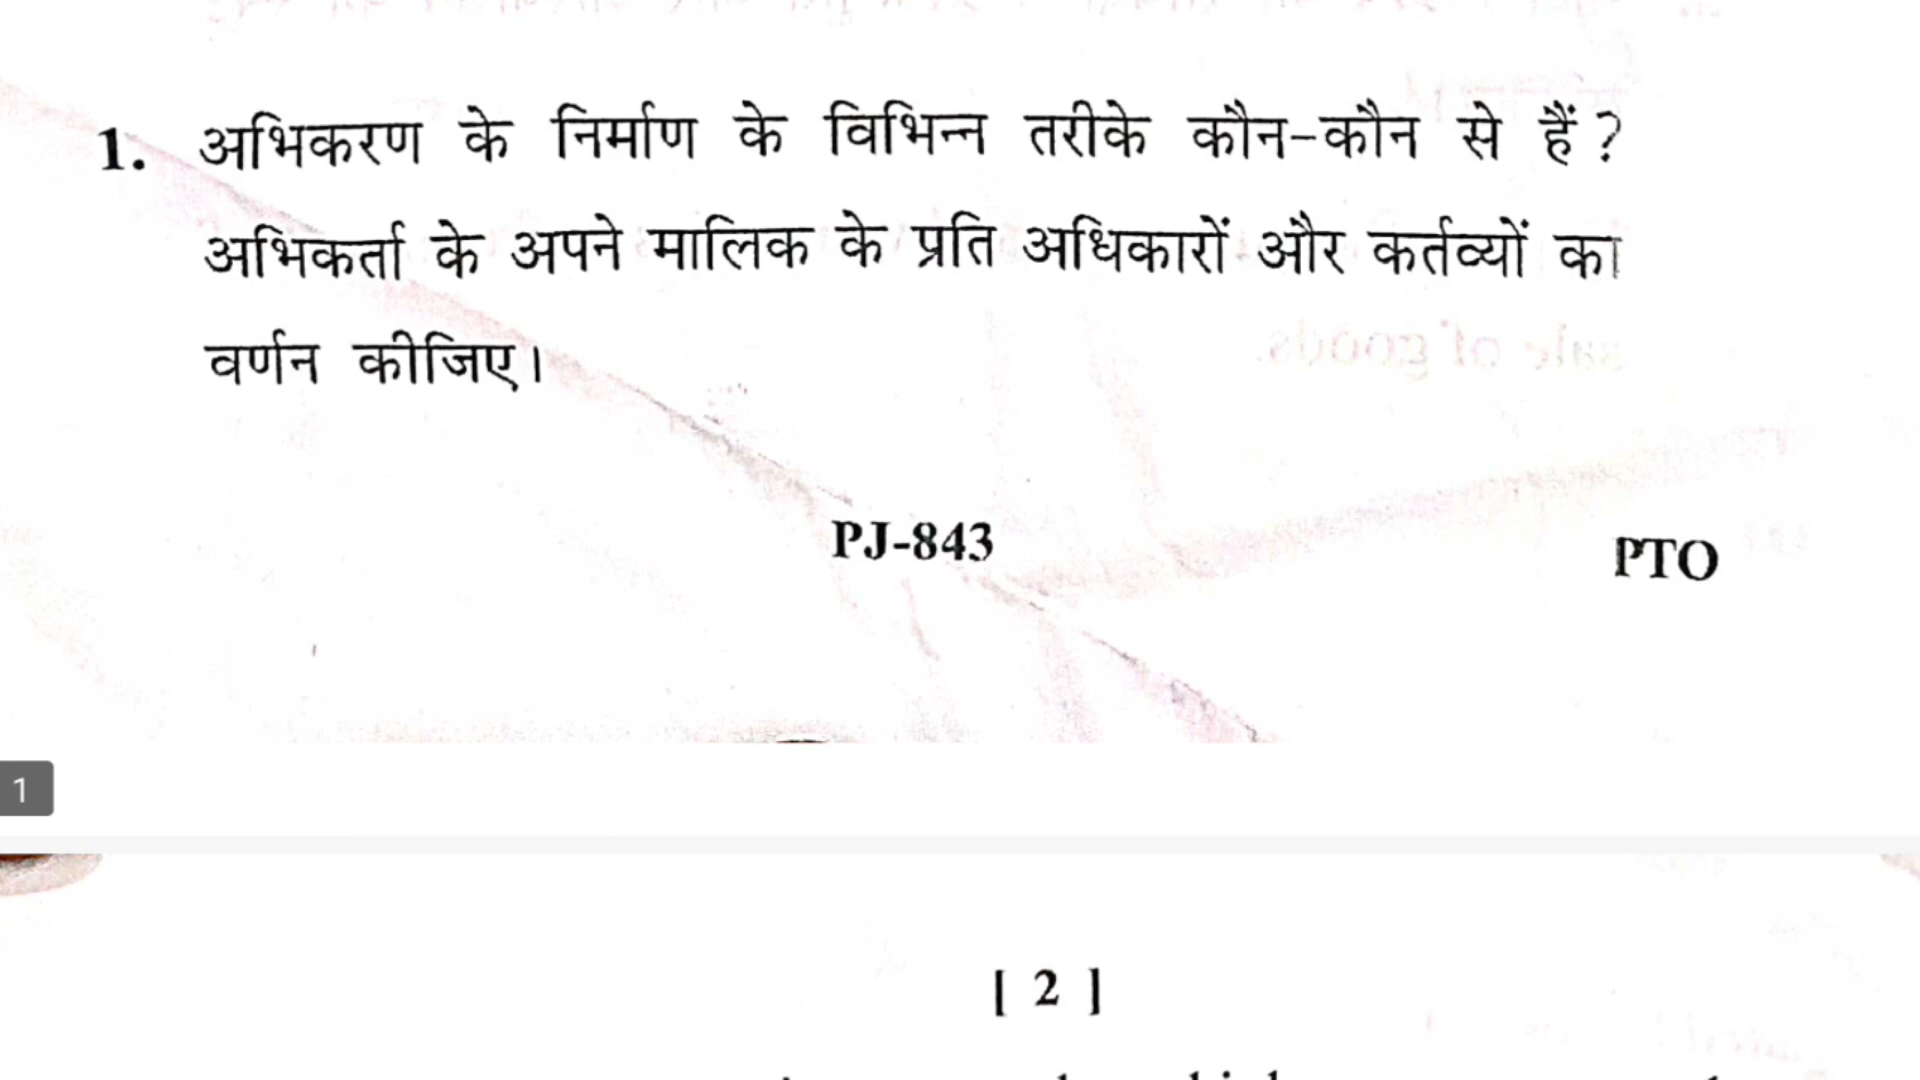 1. अभिकरण के निर्माण के विभिन्न तरीके कौन-कौन से हैं ?
अभिकर्ता के अपने मालिक के प्रति अधिकारों और कर्तव्यों का
वर्णन कीजिए।
PJ-843
PTO
1
[ 2 ]